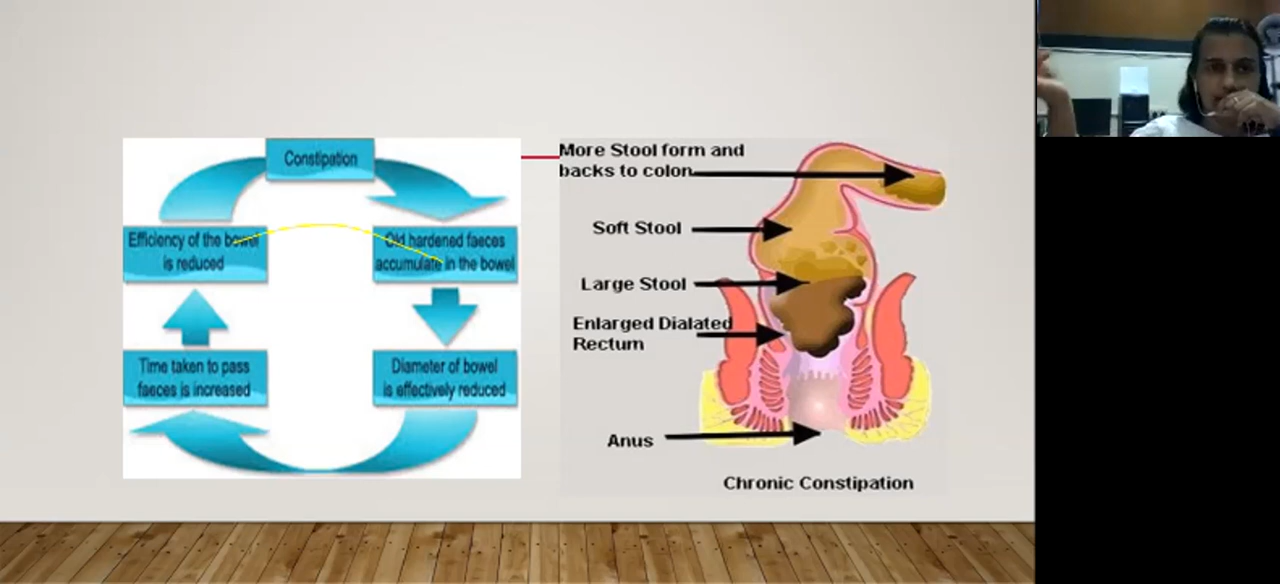 Constipation
Efficiency of the bowel
is reduced
Old hardened faeces
accumulate in the bowel
Time taken to pass
faeces is increased
Diameter of bowel
is effectively reduced
More Stool form and
backs to colon
Soft Stool
Large Stool
Enlarged Dialated
Rectum
Anus
Chronic Constipation